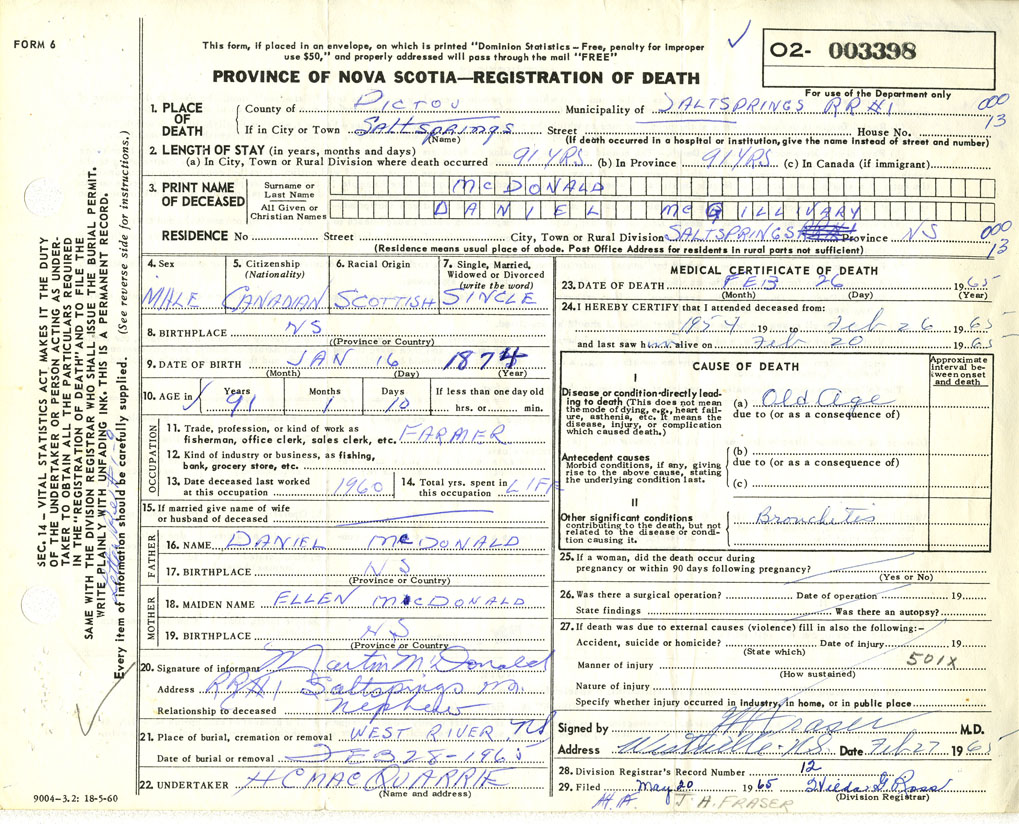 FORM 6
This form, if placed in an envelope, on which is printed "Dominion Statistics – Free, penalty for improper
use $50," and properly addressed will pass through the mail "FREE"
PROVINCE OF NOVA SCOTIA—REGISTRATION OF DEATH
O2- 003398
For use of the Department only
1. PLACE OF DEATH { County of PICTOU Municipality of SALTSPRINGS RR#1 000 13
If in City or Town SALTSPRINGS Street House No.
(Name) (If death occurred in a hospital or institution, give the name instead of street and number)
2. LENGTH OF STAY (in years, months and days)
(a) In City, Town or Rural Division where death occurred 91 YRS (b) In Province 91 YRS (c) In Canada (if immigrant)
3. PRINT NAME OF DECEASED
Surname or Last Name McDONALD
All Given or Christian Names DANIEL McGILLVARY
RESIDENCE No Street City, Town or Rural Division SALTSPRINGS Province NS 000 13
(Residence means usual place of abode. Post Office Address for residents in rural parts not sufficient)
4. Sex MALE
5. Citizenship (Nationality) CANADIAN
6. Racial Origin SCOTTISH
7. Single, Married, Widowed or Divorced (write the word) SINGLE
8. BIRTHPLACE NS
(Province or Country)
9. DATE OF BIRTH JAN 16 1874
(Month) (Day) (Year)
10. AGE in Years 91 Months 1 Days 10 If less than one day old hrs. or min.
OCCUPATION
11. Trade, profession, or kind of work as
fisherman, office clerk, sales clerk, etc. FARMER
12. Kind of industry or business, as fishing,
bank, grocery store, etc.
13. Date deceased last worked at this occupation 1960
14. Total yrs. spent in this occupation LIFE
15. If married give name of wife
or husband of deceased
FATHER
16. NAME DANIEL McDONALD
17. BIRTHPLACE NS
(Province or Country)
MOTHER
18. MAIDEN NAME ELLEN McDONALD
19. BIRTHPLACE NS
(Province or Country)
20. Signature of informant Martin McDonald
Address RR#1 Saltsprings
Relationship to deceased nephew
21. Place of burial, cremation or removal WEST RIVER NS
Date of burial or removal FEB 28-1965
22. UNDERTAKER H C MACQUARRIE
(Name and address)
9004-3.2: 18-5-60
MEDICAL CERTIFICATE OF DEATH
23. DATE OF DEATH FEB 26 1965
(Month) (Day) (Year)
24. I HEREBY CERTIFY that I attended deceased from:
1957 19 to Feb 26 1965
and last saw him alive on Feb 20 1965
CAUSE OF DEATH
Approximate interval between onset and death
I
Disease or condition directly leading to death (This does not mean
the mode of dying, e.g., heart failure, asthenia, etc. It means the
disease, injury, or complication
which caused death.)
(a) Old Age
due to (or as a consequence of)
Antecedent causes
Morbid conditions, if any, giving
rise to the above cause, stating
the underlying condition last.
(b)
due to (or as a consequence of)
(c)
II
Other significant conditions
contributing to the death, but not
related to the disease or condition causing it.
Bronchitis
25. If a woman, did the death occur during
pregnancy or within 90 days following pregnancy?
(Yes or No)
26. Was there a surgical operation? Date of operation 19
State findings Was there an autopsy?
27. If death was due to external causes (violence) fill in also the following:–
Accident, suicide or homicide? Date of injury 19
(State which)
Manner of injury 501X
(How sustained)
Nature of injury
Specify whether injury occurred in industry, in home, or in public place
Signed by Fraser M.D.
Address Westville N.S. Date Feb 27 1965
28. Division Registrar's Record Number 12
29. Filed May 20 1965 Hilda G Ross
(Division Registrar)
H.A. J. A. FRASER
SEC. 14 – VITAL STATISTICS ACT MAKES IT THE DUTY
OF THE UNDERTAKER OR PERSON ACTING AS UNDER-
TAKER TO OBTAIN ALL THE PARTICULARS REQUIRED
IN THE "REGISTRATION OF DEATH" AND TO FILE THE
SAME WITH THE DIVISION REGISTRAR WHO SHALL ISSUE THE BURIAL PERMIT.
WRITE PLAINLY WITH UNFADING INK. THIS IS A PERMANENT RECORD.
Every item of information should be carefully supplied. (See reverse side for instructions.)